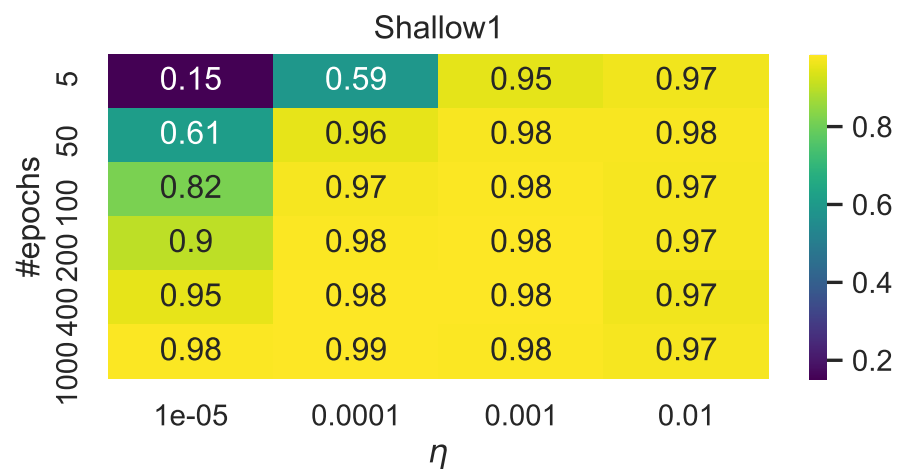 Shallow1
5 0.15 0.59 0.95 0.97
50 0.61 0.96 0.98 0.98 0.8
100 0.82 0.97 0.98 0.97 0.6
#epochs
200 0.9 0.98 0.98 0.97
400 0.95 0.98 0.98 0.97 0.4
1000 0.98 0.99 0.98 0.97 0.2
1e-05 0.0001 0.001 0.01
η